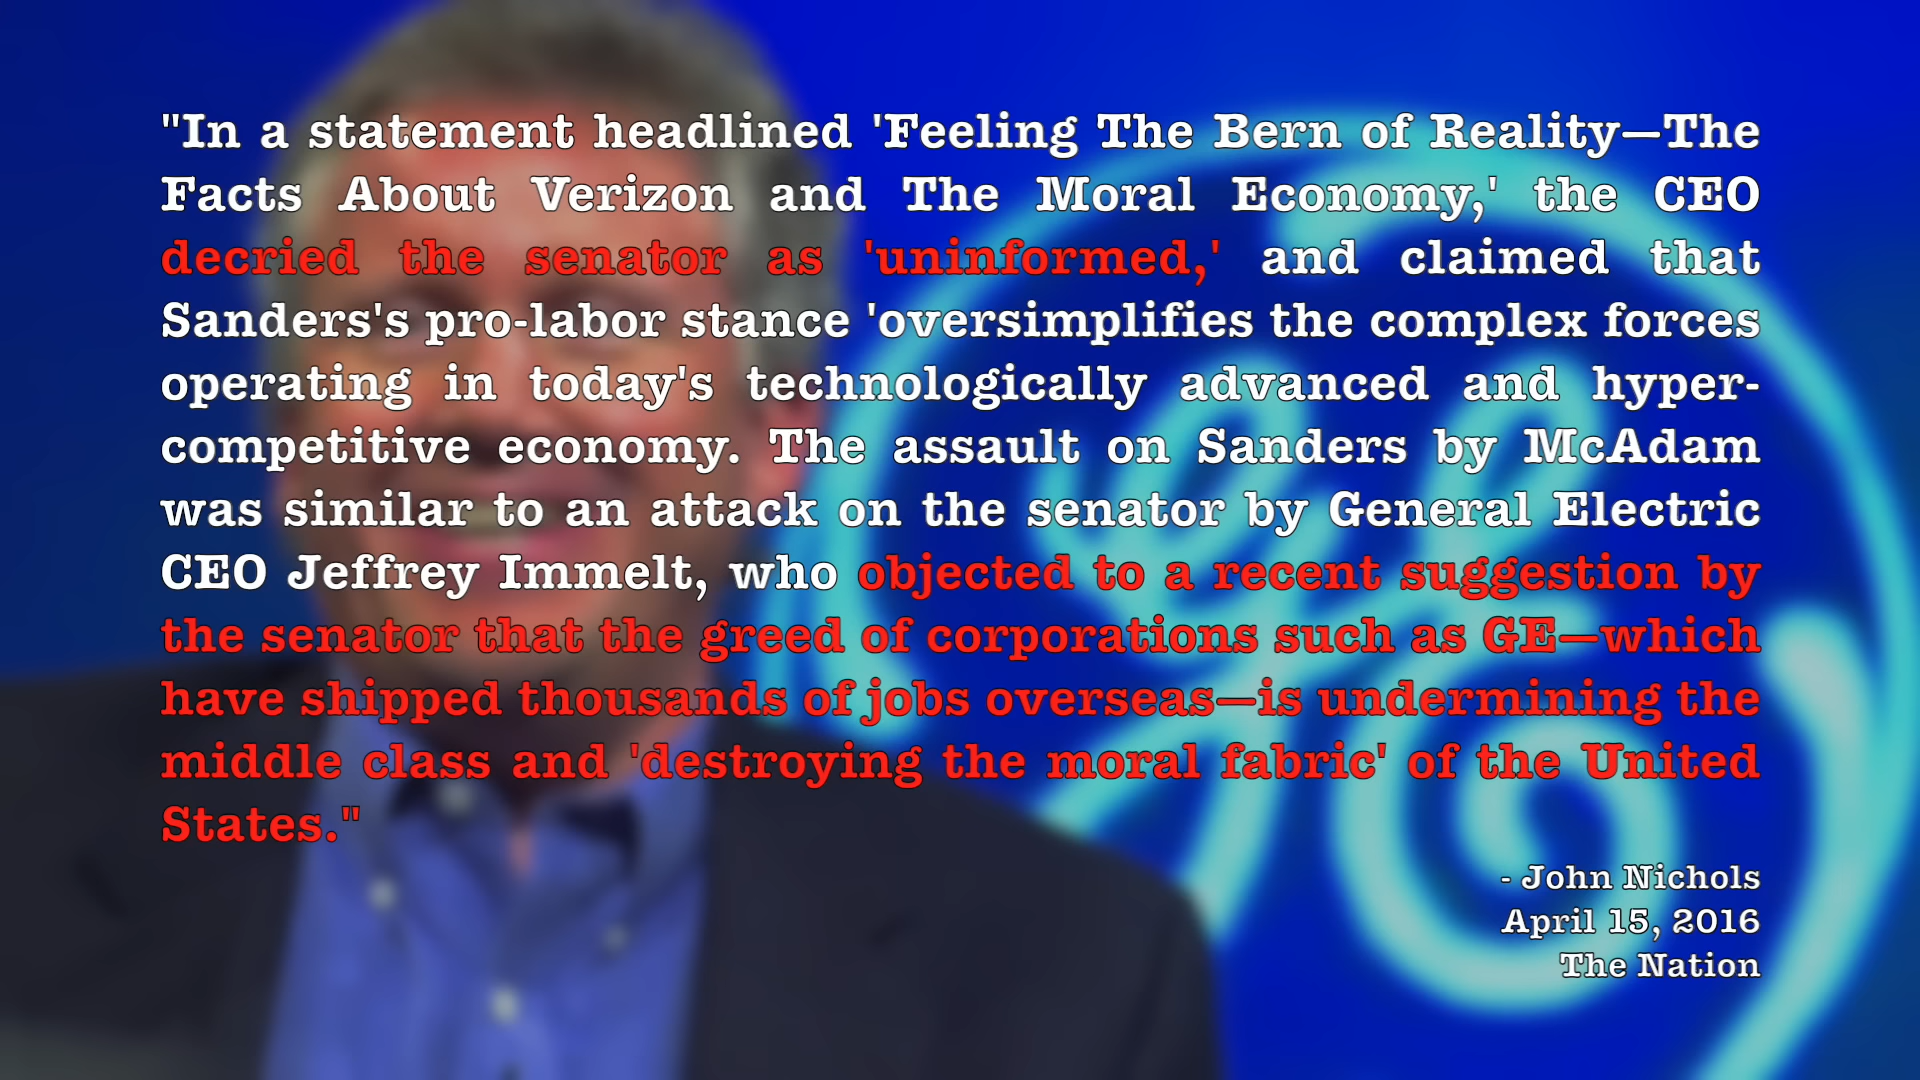 "In a statement headlined 'Feeling The Bern of Reality—The
Facts About Verizon and The Moral Economy,' the CEO
decried the senator as 'uninformed,' and claimed that
Sanders's pro-labor stance 'oversimplifies the complex forces
operating in today's technologically advanced and hyper-
competitive economy. The assault on Sanders by McAdam
was similar to an attack on the senator by General Electric
CEO Jeffrey Immelt, who objected to a recent suggestion by
the senator that the greed of corporations such as GE—which
have shipped thousands of jobs overseas—is undermining the
middle class and 'destroying the moral fabric' of the United
States."
- John Nichols
April 15, 2016
The Nation